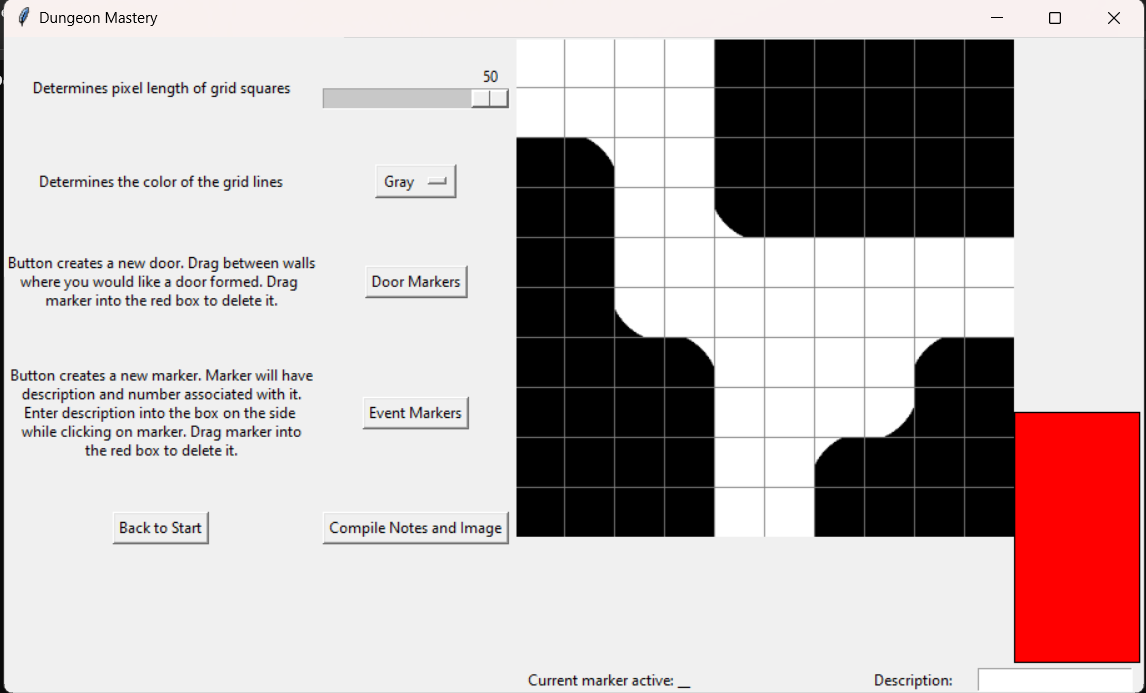 Dungeon Mastery
Determines pixel length of grid squares
50
Determines the color of the grid lines
Gray
Button creates a new door. Drag between walls
where you would like a door formed. Drag
marker into the red box to delete it.
Door Markers
Button creates a new marker. Marker will have
description and number associated with it.
Enter description into the box on the side
while clicking on marker. Drag marker into
the red box to delete it.
Event Markers
Back to Start
Compile Notes and Image
Current marker active: __
Description: